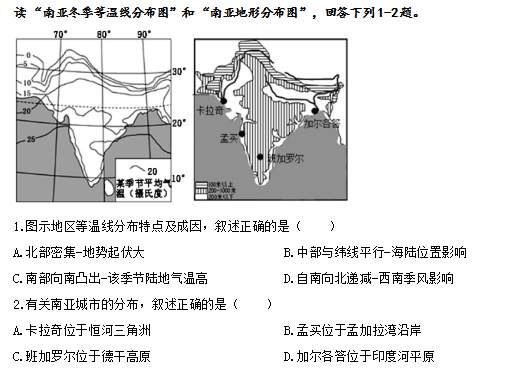 读 “南亚冬季等温线分布图”和 “南亚地形分布图”，回答下列1-2题。
70° 80° 90°
0
5
10
15
20
25
30°
20°
10°
20
某季节平均气
温（摄氏度）
卡拉奇
孟买
加尔各答
班加罗尔
200-1000米
200米以下
1.图示地区等温线分布特点及成因，叙述正确的是（ ）
A.北部密集-地势起伏大 B.中部与纬线平行-海陆位置影响
C.南部向南凸出-该季节陆地气温高 D.自南向北递减-西南季风影响
2.有关南亚城市的分布，叙述正确的是（ ）
A.卡拉奇位于恒河三角洲 B.孟买位于孟加拉湾沿岸
C.班加罗尔位于德干高原 D.加尔各答位于印度河平原